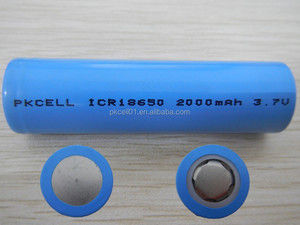 PKCELL ICR18650 2000mAh 3.7V
pkcell01.en.alibaba.com